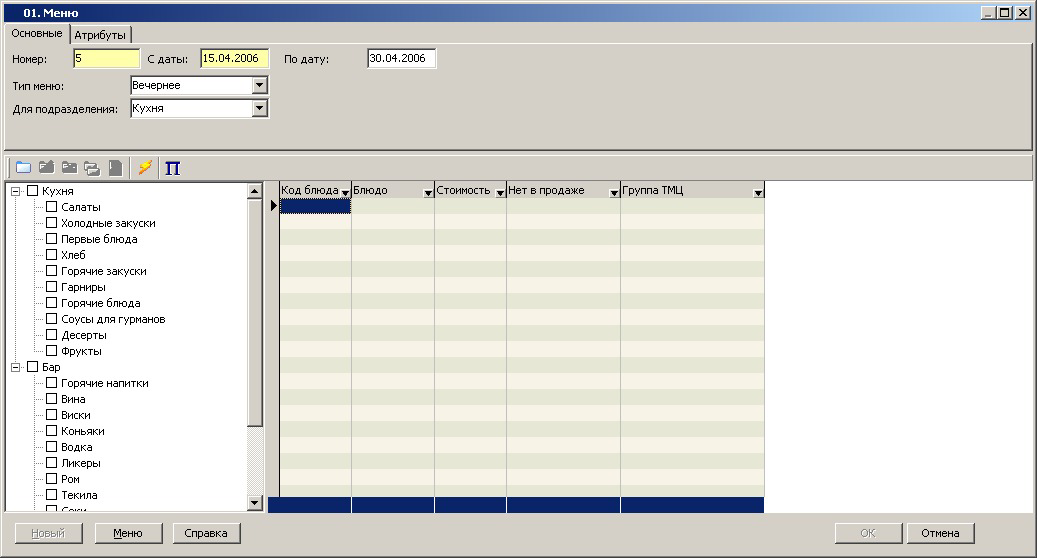 01. Меню
Основные Атрибуты
Номер: 5 С даты: 15.04.2006 По дату: 30.04.2006
Тип меню: Вечернее
Для подразделения: Кухня
П
Код блюда Блюдо Стоимость Нет в продаже Группа ТМЦ
Кухня
Салаты
Холодные закуски
Первые блюда
Хлеб
Горячие закуски
Гарниры
Горячие блюда
Соусы для гурманов
Десерты
Фрукты
Бар
Горячие напитки
Вина
Виски
Коньяки
Водка
Ликеры
Ром
Текила
Новый Меню Справка OK Отмена